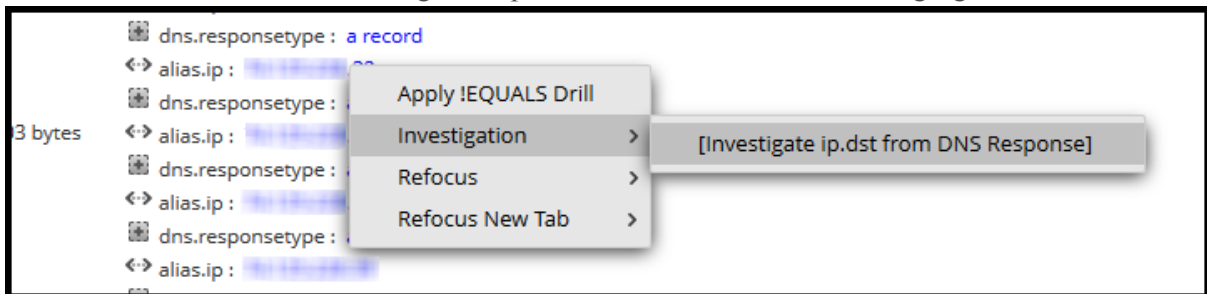 dns.responsetype : a record
alias.ip :
Apply !EQUALS Drill
dns.responsetype :
bytes alias.ip : Investigation > [Investigate ip.dst from DNS Response]
dns.responsetype : Refocus >
alias.ip :
Refocus New Tab >
dns.responsetype :
alias.ip :